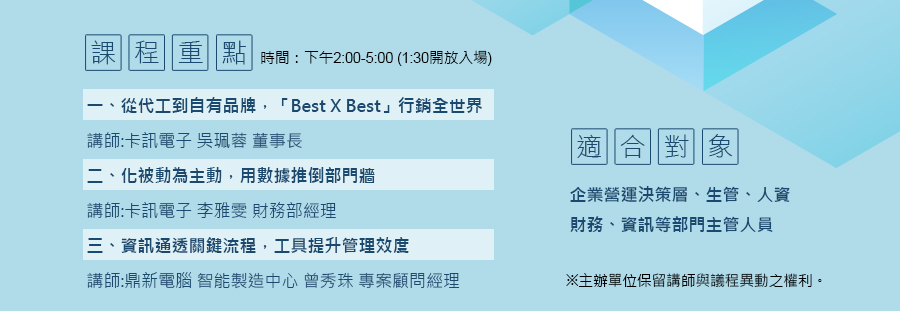 課程重點 時間：下午2:00-5:00 (1:30開放入場)
一、從代工到自有品牌，「Best X Best」行銷全世界
講師:卡訊電子 吳珮蓉 董事長
二、化被動為主動，用數據推倒部門牆
講師:卡訊電子 李雅雯 財務部經理
三、資訊通透關鍵流程，工具提升管理效度
講師:鼎新電腦 智能製造中心 曾秀珠 專案顧問經理
適合對象
企業營運決策層、生管、人資
財務、資訊等部門主管人員
※主辦單位保留講師與議程異動之權利。